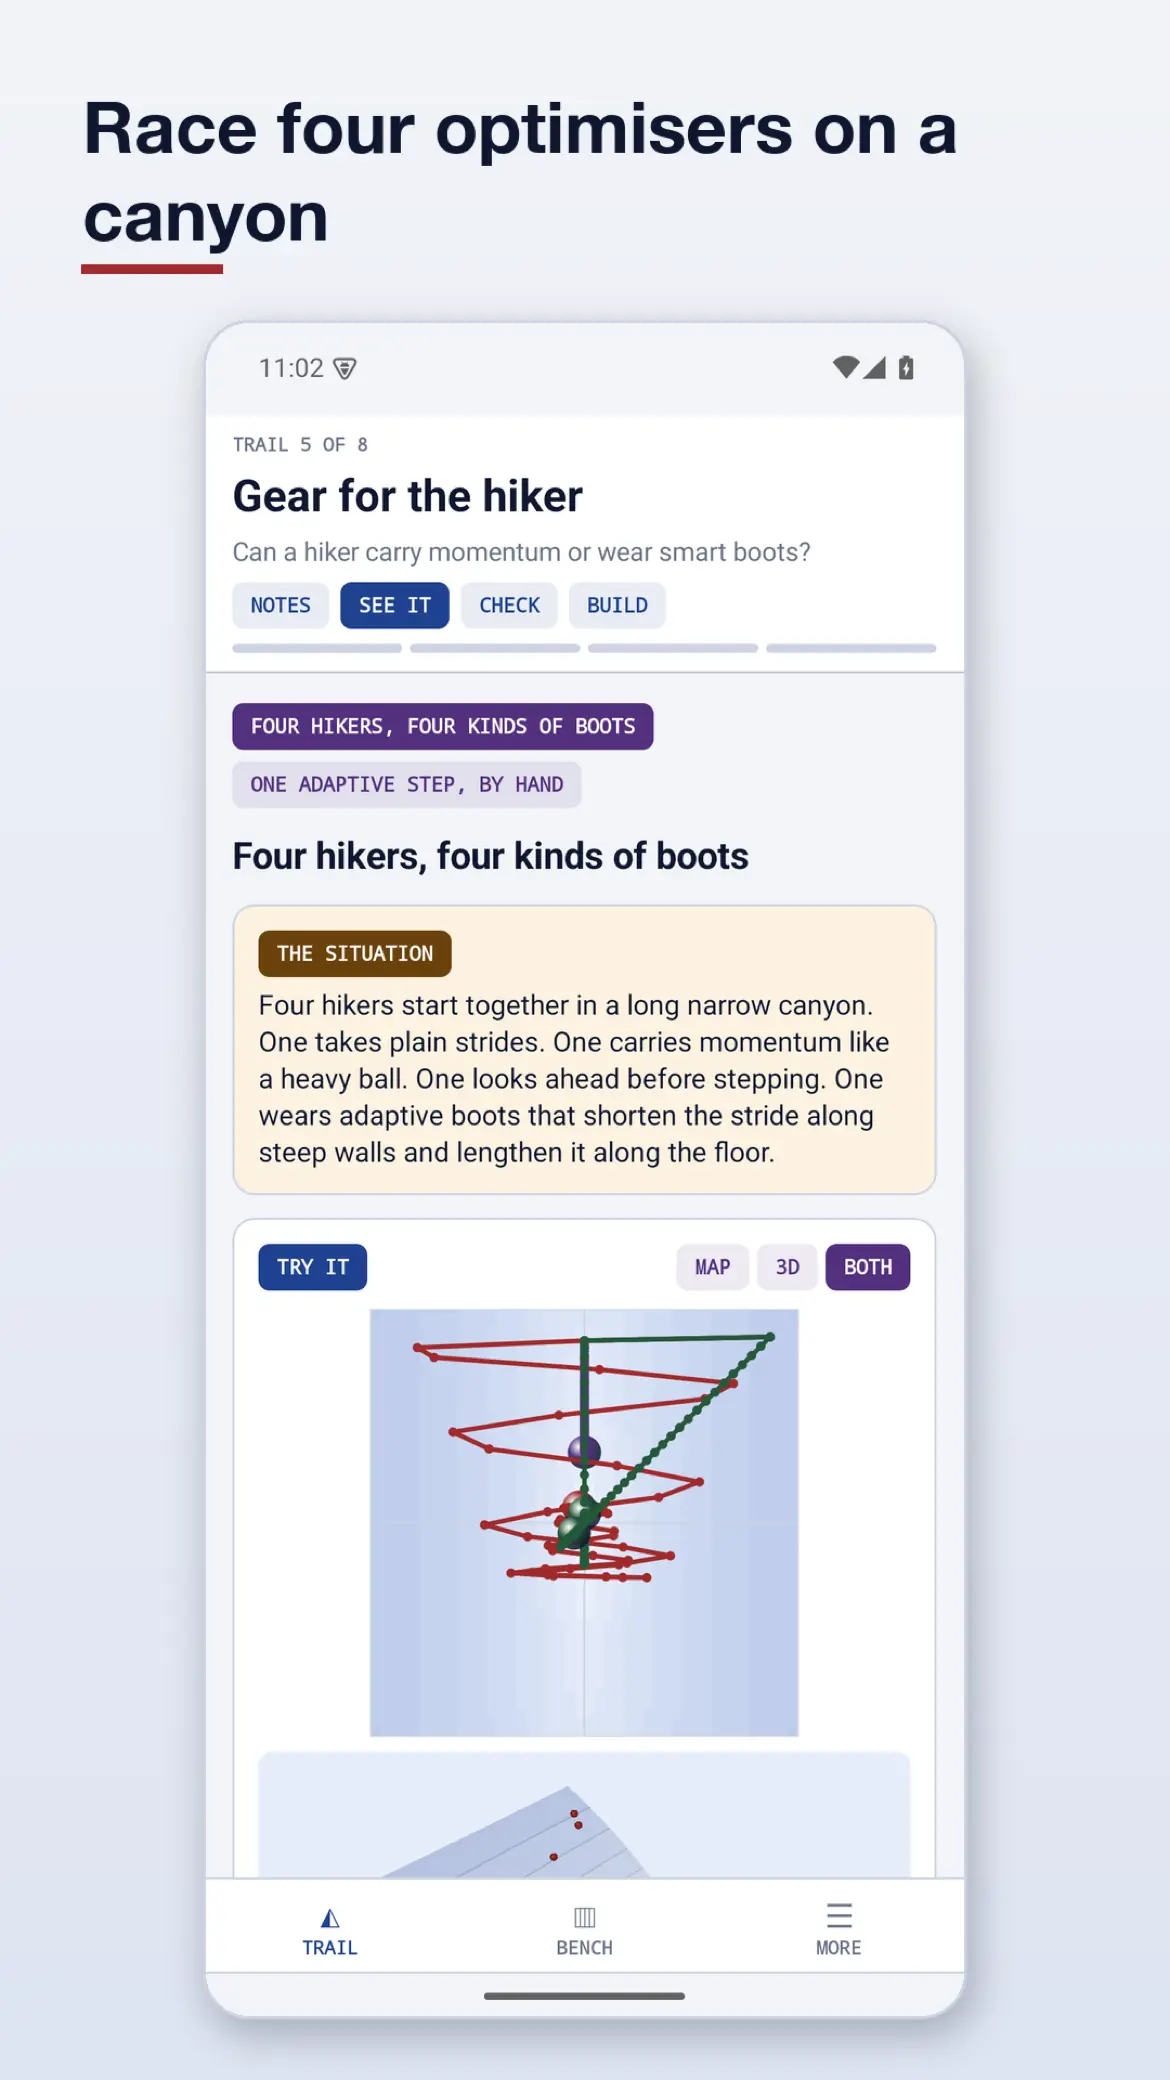 Race four optimisers on a
canyon
11:02
TRAIL 5 OF 8
Gear for the hiker
Can a hiker carry momentum or wear smart boots?
NOTES SEE IT CHECK BUILD
FOUR HIKERS, FOUR KINDS OF BOOTS
ONE ADAPTIVE STEP, BY HAND
Four hikers, four kinds of boots
THE SITUATION
Four hikers start together in a long narrow canyon.
One takes plain strides. One carries momentum like
a heavy ball. One looks ahead before stepping. One
wears adaptive boots that shorten the stride along
steep walls and lengthen it along the floor.
TRY IT MAP 3D BOTH
TRAIL BENCH MORE